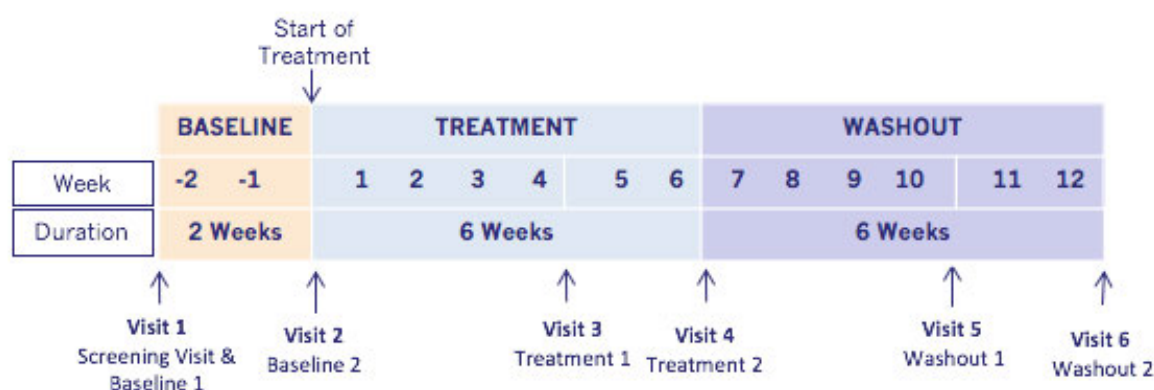 Start of
Treatment
BASELINE TREATMENT WASHOUT
Week -2 -1 1 2 3 4 5 6 7 8 9 10 11 12
Duration 2 Weeks 6 Weeks 6 Weeks
Visit 1
Screening Visit &
Baseline 1
Visit 2
Baseline 2
Visit 3
Treatment 1
Visit 4
Treatment 2
Visit 5
Washout 1
Visit 6
Washout 2